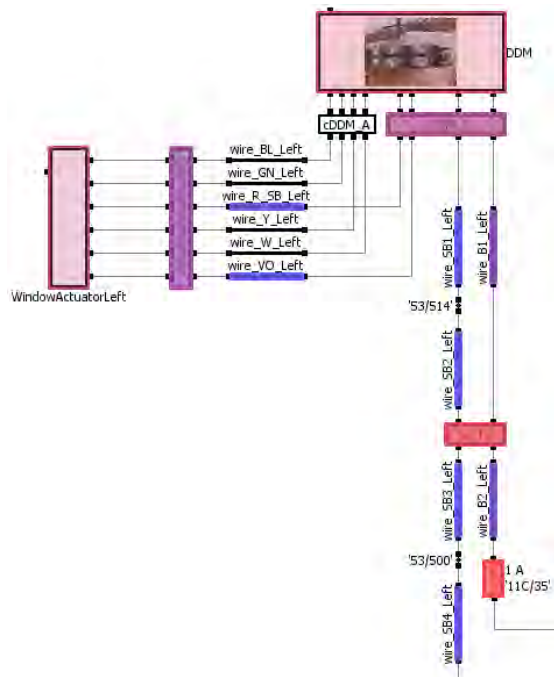 DDM
cDDM_A
wire_BL_Left
wire_GN_Left
wire_R_SB_Left
wire_Y_Left
wire_W_Left
wire_VO_Left
WindowActuatorLeft
wire_SB1_Left
wire_B1_Left
'53/514'
wire_SB2_Left
wire_SB3_Left
wire_B2_Left
'53/500'
1 A
'11C/35'
wire_SB4_Left